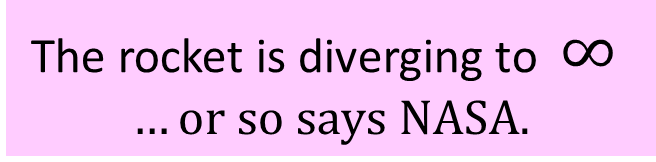 The rocket is diverging to ∞
… or so says NASA.